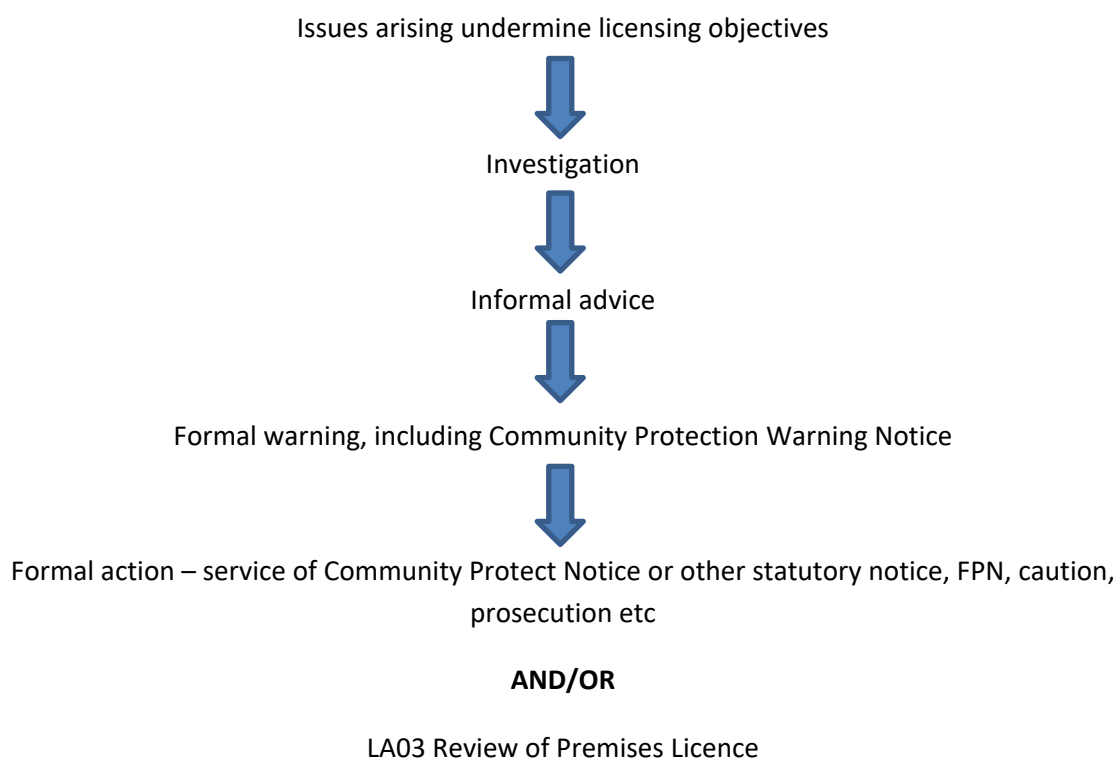 Issues arising undermine licensing objectives
Investigation
Informal advice
Formal warning, including Community Protection Warning Notice
Formal action – service of Community Protect Notice or other statutory notice, FPN, caution,
prosecution etc
AND/OR
LA03 Review of Premises Licence